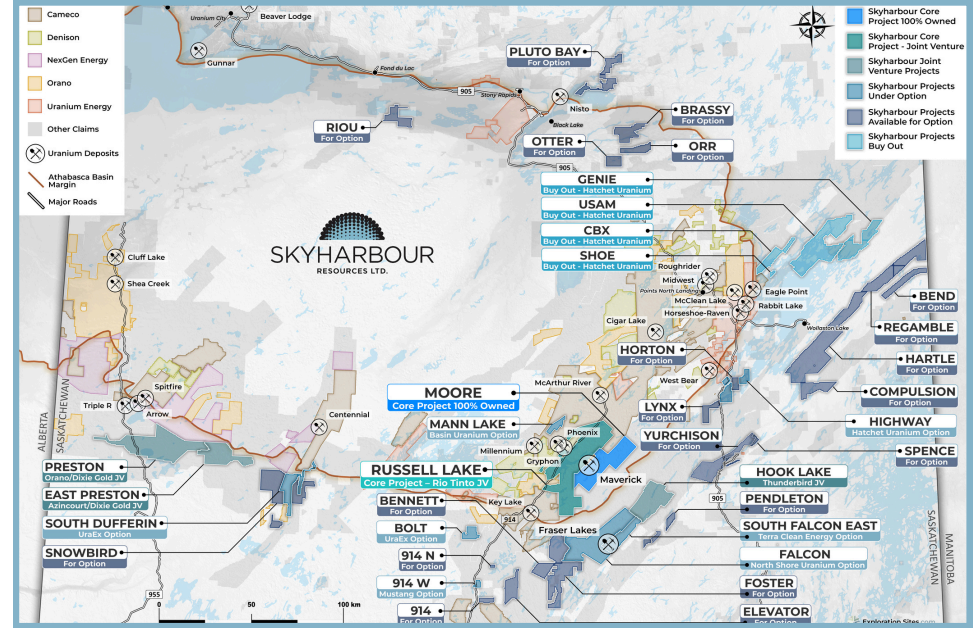 Cameco
Denison
NexGen Energy
Orano
Uranium Energy
Other Claims
Uranium Deposits
Athabasca Basin
Margin
Major Roads
Skyharbour Core
Project 100% Owned
Skyharbour Core
Project - Joint Venture
Skyharbour Joint
Venture Projects
Skyharbour Projects
Under Option
Skyharbour Projects
Available for Option
Skyharbour Projects
Buy Out
Uranium City
Beaver Lodge
Gunnar
Fond du Lac
905
Stony Rapids
PLUTO BAY
For Option
Nisto
Black Lake
BRASSY
For Option
RIOU
For Option
OTTER
For Option
ORR
For Option
905
GENIE
Buy Out - Hatchet Uranium
USAM
Buy Out - Hatchet Uranium
CBX
Buy Out - Hatchet Uranium
SHOE
Buy Out - Hatchet Uranium
SKYHARBOUR
RESOURCES LTD.
Cluff Lake
Shea Creek
Roughrider
Midwest
Points North Landing
McClean Lake
Horseshoe-Raven
Eagle Point
Rabbit Lake
Cigar Lake
Wollaston Lake
BEND
For Option
REGAMBLE
For Option
HARTLE
For Option
COMPULSION
For Option
HIGHWAY
Hatchet Uranium Option
SPENCE
For Option
HORTON
For Option
West Bear
LYNX
For Option
YURCHISON
For Option
ALBERTA
SASKATCHEWAN
Spitfire
Triple R
Arrow
Centennial
McArthur River
MOORE
Core Project 100% Owned
MANN LAKE
Basin Uranium Option
Phoenix
Millennium
Gryphon
RUSSELL LAKE
Core Project – Rio Tinto JV
Maverick
PRESTON
Orano/Dixie Gold JV
EAST PRESTON
Azincourt/Dixie Gold JV
SOUTH DUFFERIN
UraEx Option
SNOWBIRD
For Option
BENNETT
For Option
Key Lake
914
BOLT
UraEx Option
914 N
For Option
914 W
Mustang Option
914
For Option
Fraser Lakes
HOOK LAKE
Thunderbird JV
905
PENDLETON
For Option
SOUTH FALCON EAST
Terra Clean Energy Option
FALCON
North Shore Uranium Option
FOSTER
For Option
ELEVATOR
For Option
SASKATCHEWAN
MANITOBA
955
0
50
100 km
Exploration Sites.com